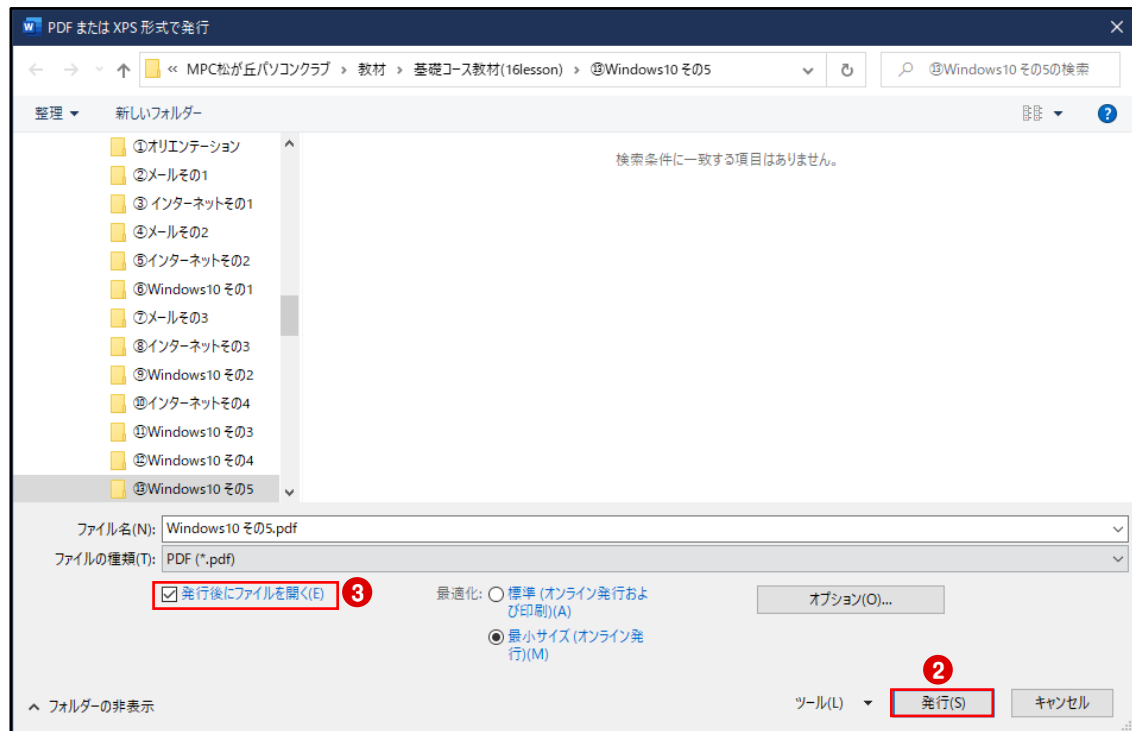 PDF または XPS 形式で発行
« MPC松が丘パソコンクラブ › 教材 › 基礎コース教材(16lesson) › ⑬Windows10 その5
⑬Windows10 その5の検索
整理 新しいフォルダー
①オリエンテーション
②メールその1
③ インターネットその1
④メールその2
⑤インターネットその2
⑥Windows10 その1
⑦メールその3
⑧インターネットその3
⑨Windows10 その2
⑩インターネットその4
⑪Windows10 その3
⑫Windows10 その4
⑬Windows10 その5
検索条件に一致する項目はありません。
ファイル名(N): Windows10 その5.pdf
ファイルの種類(T): PDF (*.pdf)
発行後にファイルを開く(E) 3
最適化: 標準 (オンライン発行およ
び印刷)(A)
最小サイズ (オンライン発
行)(M)
オプション(O)...
2
フォルダーの非表示
ツール(L) 発行(S) キャンセル